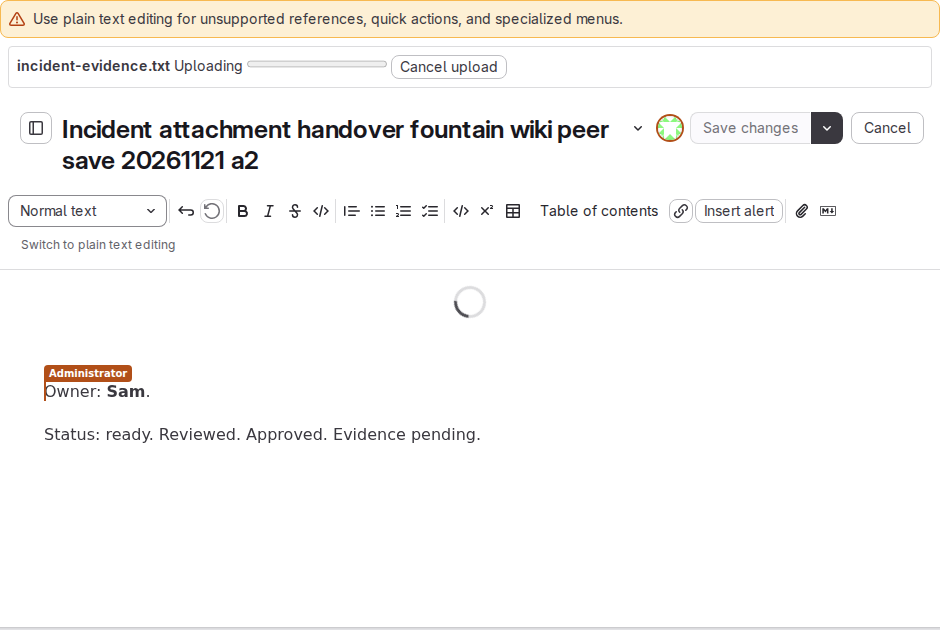 Use plain text editing for unsupported references, quick actions, and specialized menus.
incident-evidence.txt Uploading Cancel upload
Incident attachment handover fountain wiki peer
save 20261121 a2
Save changes
Cancel
Normal text
Table of contents
Insert alert
Switch to plain text editing
Administrator
Owner: Sam.
Status: ready. Reviewed. Approved. Evidence pending.